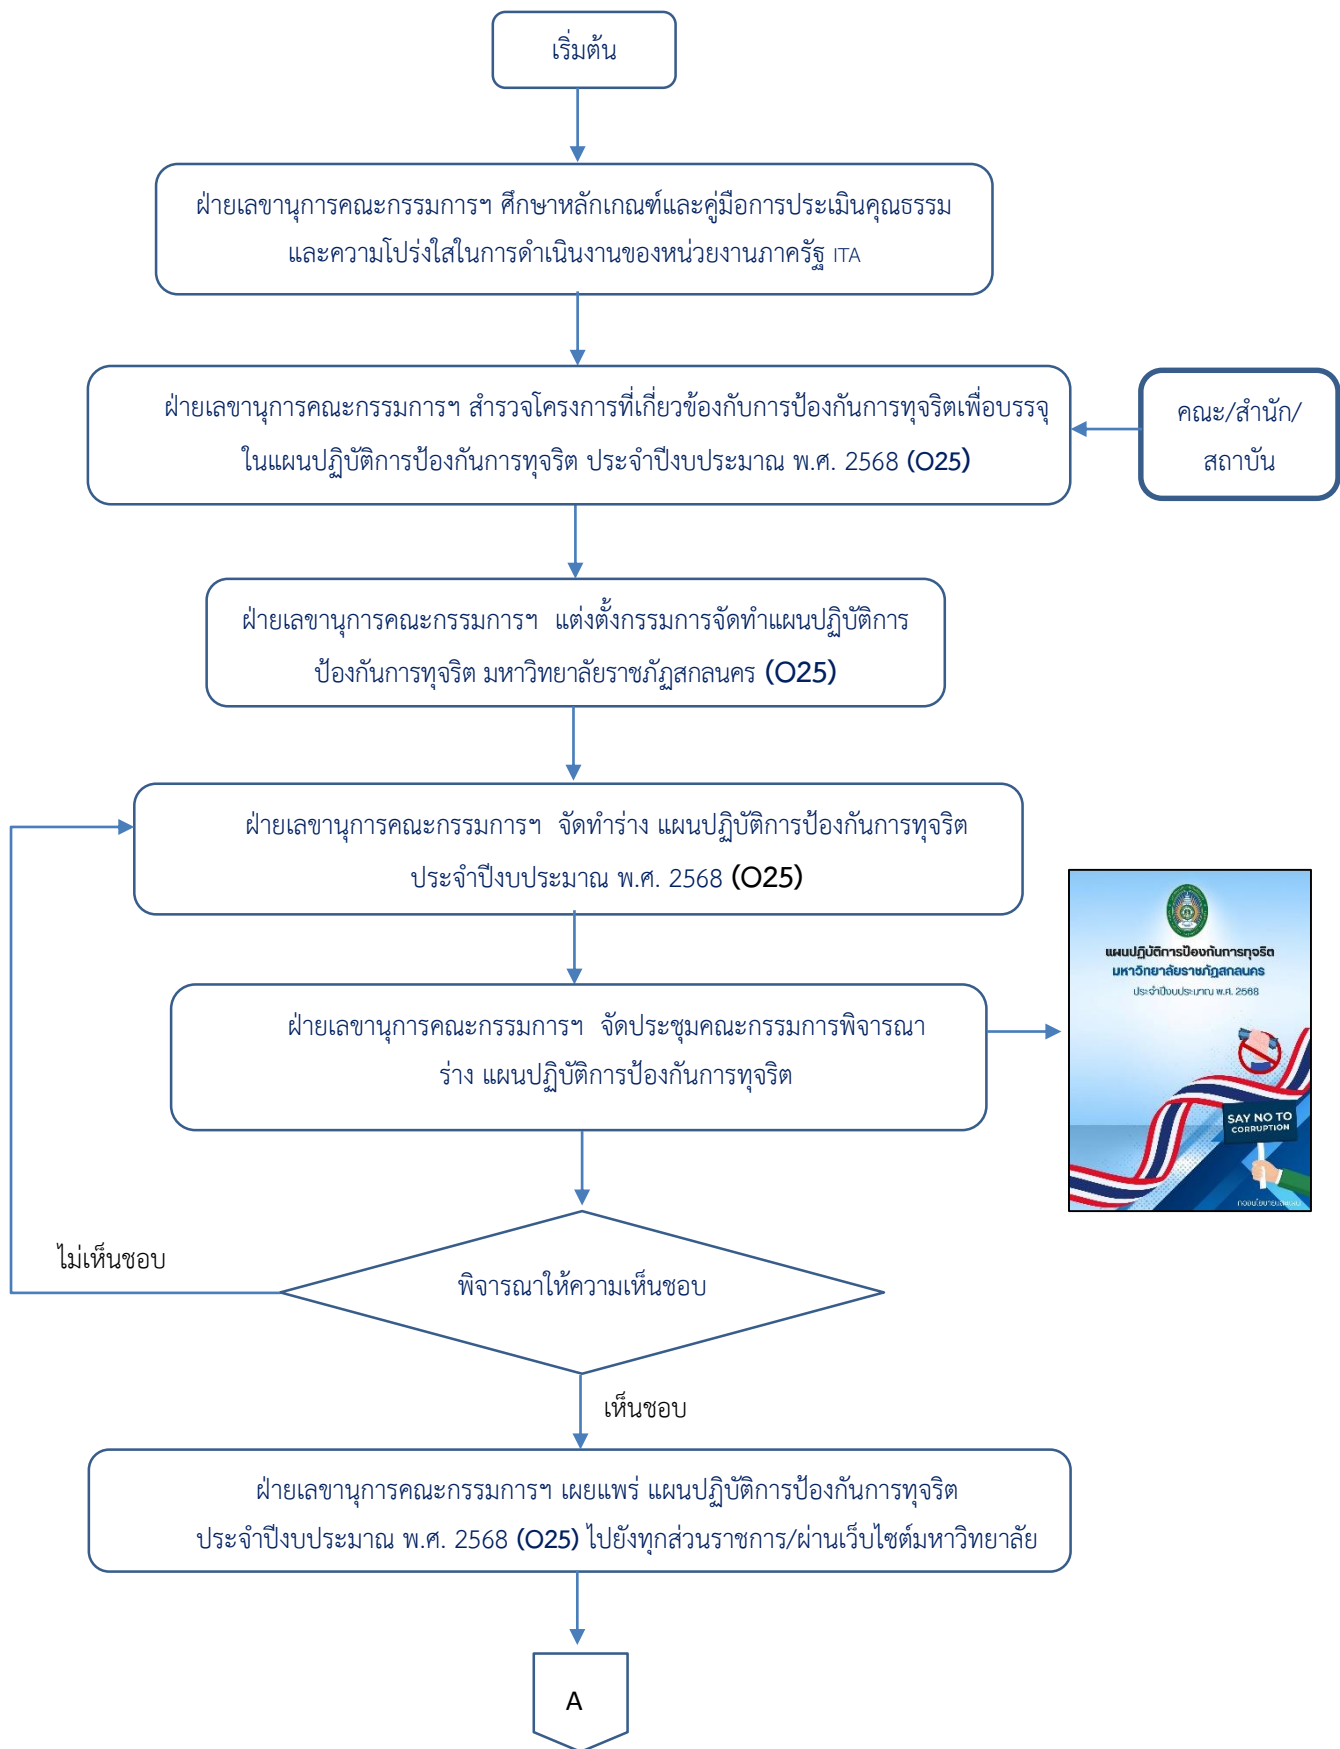 เริ่มต้น
ฝ่ายเลขานุการคณะกรรมการฯ ศึกษาหลักเกณฑ์และคู่มือการประเมินคุณธรรม
และความโปร่งใสในการดำเนินงานของหน่วยงานภาครัฐ ITA
ฝ่ายเลขานุการคณะกรรมการฯ สำรวจโครงการที่เกี่ยวข้องกับการป้องกันการทุจริตเพื่อบรรจุ
ในแผนปฏิบัติการป้องกันการทุจริต ประจำปีงบประมาณ พ.ศ. 2568 (O25)
คณะ/สำนัก/
สถาบัน
ฝ่ายเลขานุการคณะกรรมการฯ แต่งตั้งกรรมการจัดทำแผนปฏิบัติการ
ป้องกันการทุจริต มหาวิทยาลัยราชภัฏสกลนคร (O25)
ฝ่ายเลขานุการคณะกรรมการฯ จัดทำร่าง แผนปฏิบัติการป้องกันการทุจริต
ประจำปีงบประมาณ พ.ศ. 2568 (O25)
แผนปฏิบัติการป้องกันการทุจริต
มหาวิทยาลัยราชภัฏสกลนคร
ประจำปีงบประมาณ พ.ศ. 2568
SAY NO TO
CORRUPTION
ฝ่ายเลขานุการคณะกรรมการฯ จัดประชุมคณะกรรมการพิจารณา
ร่าง แผนปฏิบัติการป้องกันการทุจริต
ไม่เห็นชอบ
พิจารณาให้ความเห็นชอบ
เห็นชอบ
ฝ่ายเลขานุการคณะกรรมการฯ เผยแพร่ แผนปฏิบัติการป้องกันการทุจริต
ประจำปีงบประมาณ พ.ศ. 2568 (O25) ไปยังทุกส่วนราชการ/ผ่านเว็บไซต์มหาวิทยาลัย
A